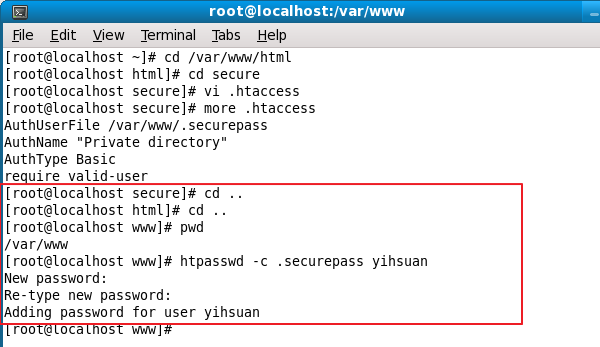 root@localhost:/var/www
File Edit View Terminal Tabs Help
[root@localhost ~]# cd /var/www/html
[root@localhost html]# cd secure
[root@localhost secure]# vi .htaccess
[root@localhost secure]# more .htaccess
AuthUserFile /var/www/.securepass
AuthName "Private directory"
AuthType Basic
require valid-user
[root@localhost secure]# cd ..
[root@localhost html]# cd ..
[root@localhost www]# pwd
/var/www
[root@localhost www]# htpasswd -c .securepass yihsuan
New password:
Re-type new password:
Adding password for user yihsuan
[root@localhost www]#